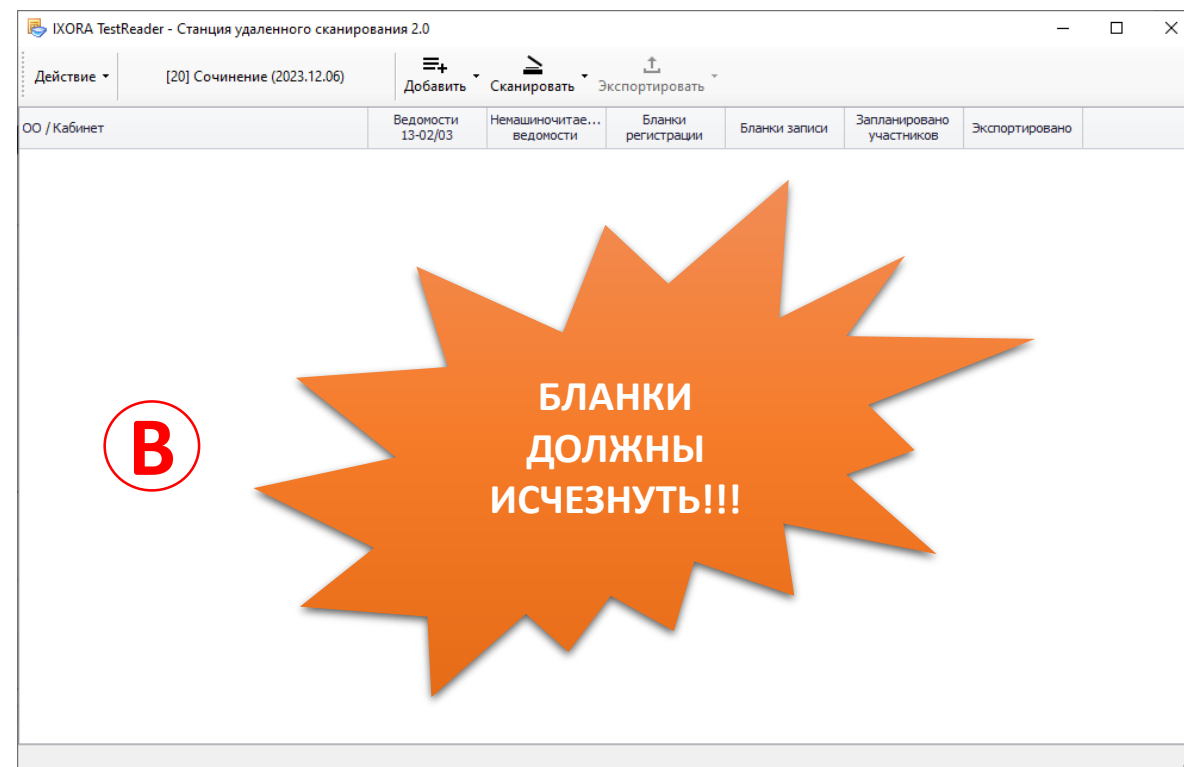 IXORA TestReader - Станция удаленного сканирования 2.0
Действие
[20] Сочинение (2023.12.06)
Добавить
Сканировать
Экспортировать
ОО / Кабинет
Ведомости
13-02/03
Немашиночитае...
ведомости
Бланки
регистрации
Бланки записи
Запланировано
участников
Экспортировано
БЛАНКИ
ДОЛЖНЫ
ИСЧЕЗНУТЬ!!!
В